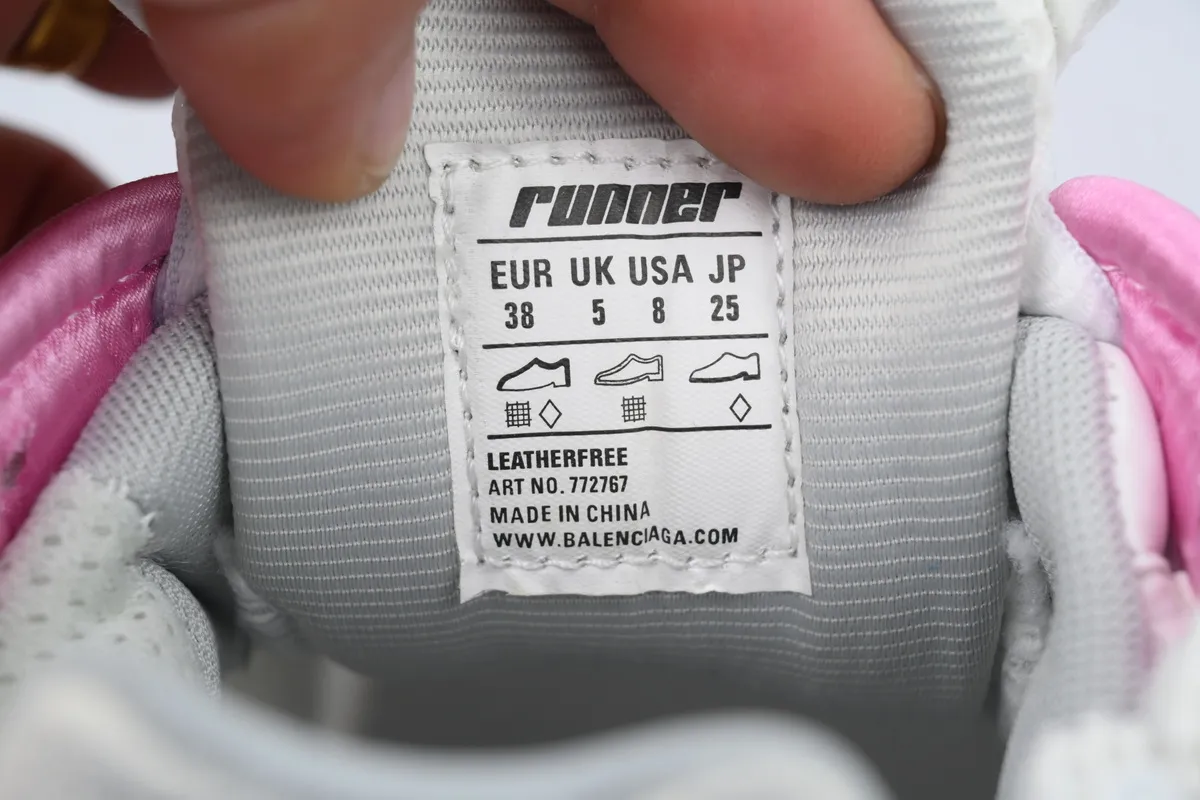 runner
EUR UK USA JP
38 5 8 25
LEATHERFREE
ART NO. 772767
MADE IN CHINA
WWW.BALENCIAGA.COM